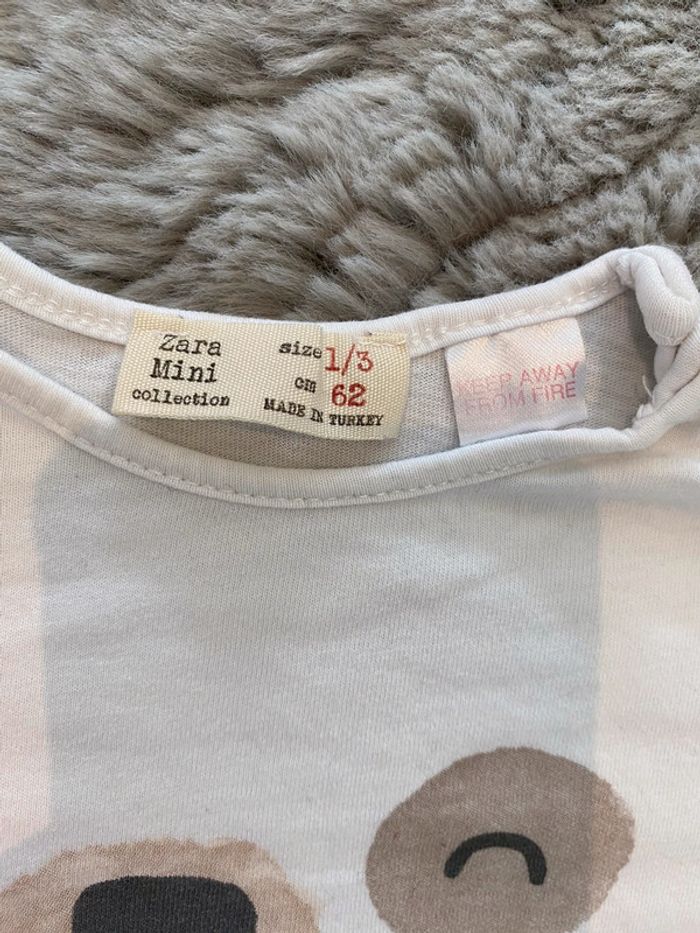 Zara
Mini
collection
size 1/3
cm 62
MADE IN TURKEY
KEEP AWAY
FROM FIRE